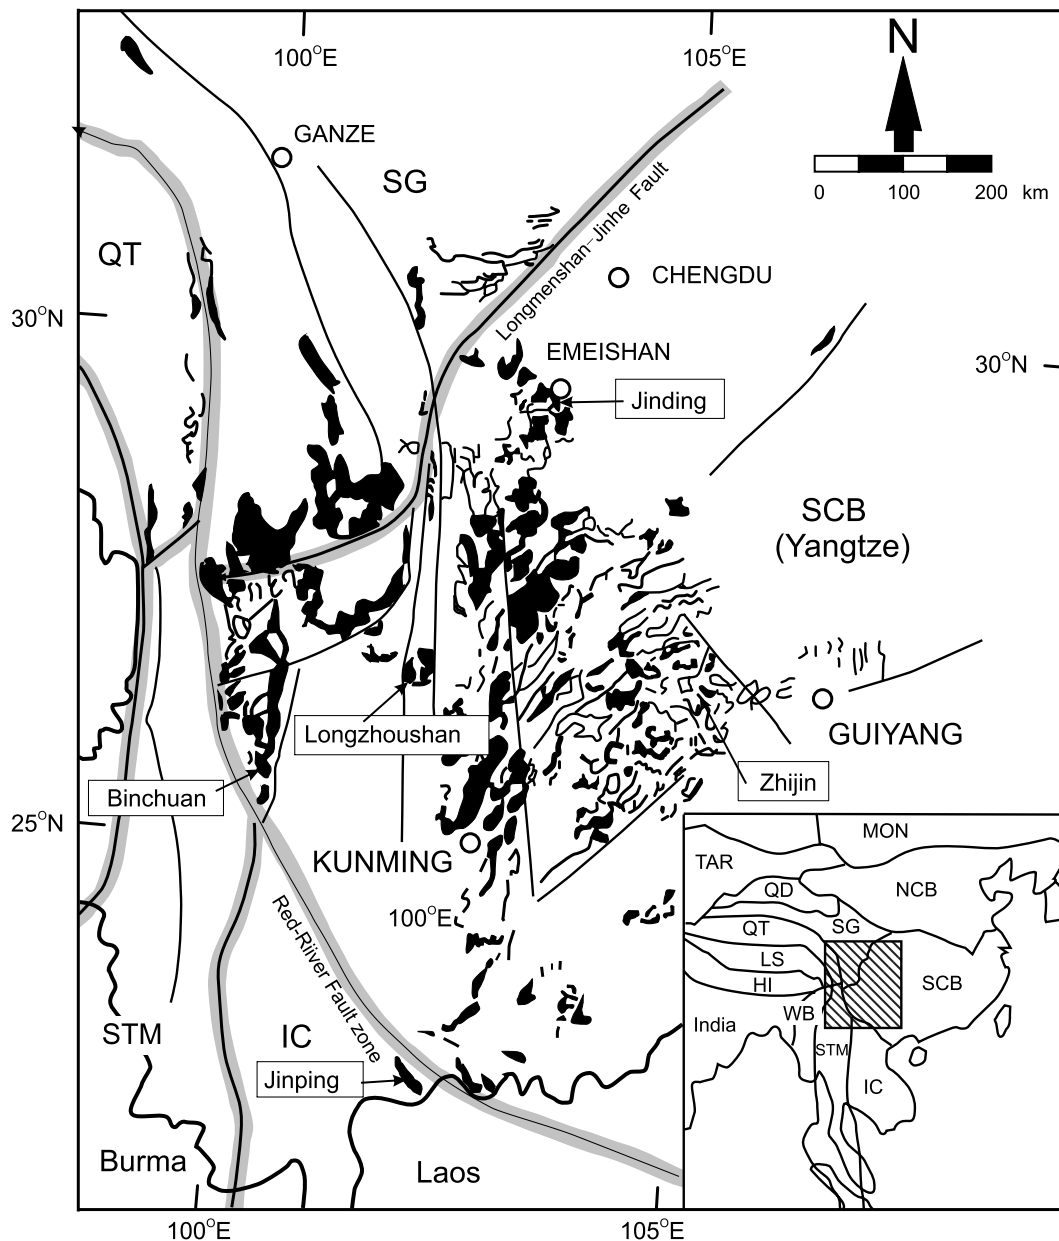 100°E
105°E
N
GANZE
0 100 200 km
SG
Longmenshan-Jinhe Fault
QT
CHENGDU
30°N
EMEISHAN
30°N
Jinding
SCB
(Yangtze)
Longzhoushan
GUIYANG
Zhijin
Binchuan
25°N
KUNMING
100°E
Red-Riiver Fault zone
STM
IC
Jinping
Burma
Laos
100°E
105°E
MON
TAR
QD
NCB
QT
SG
LS
HI
SCB
WB
India
STM
IC